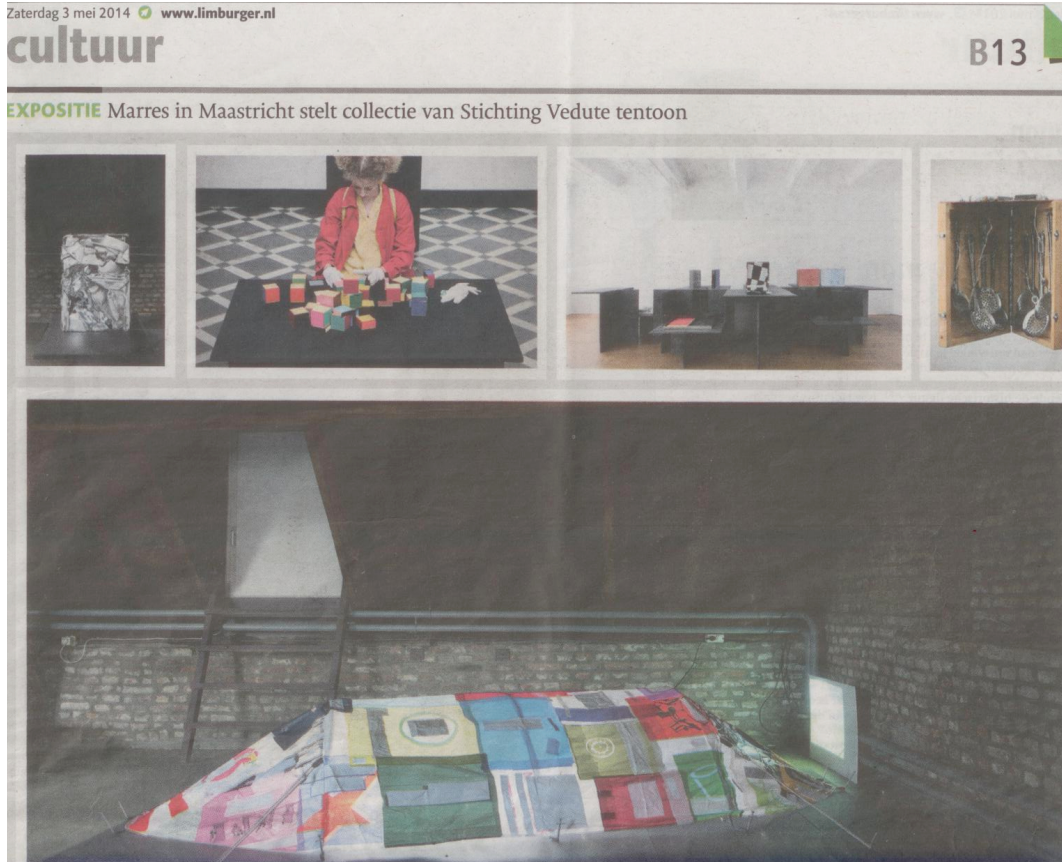 Zaterdag 3 mei 2014 www.limburger.nl
cultuur
B13
EXPOSITIE Marres in Maastricht stelt collectie van Stichting Vedute tentoon